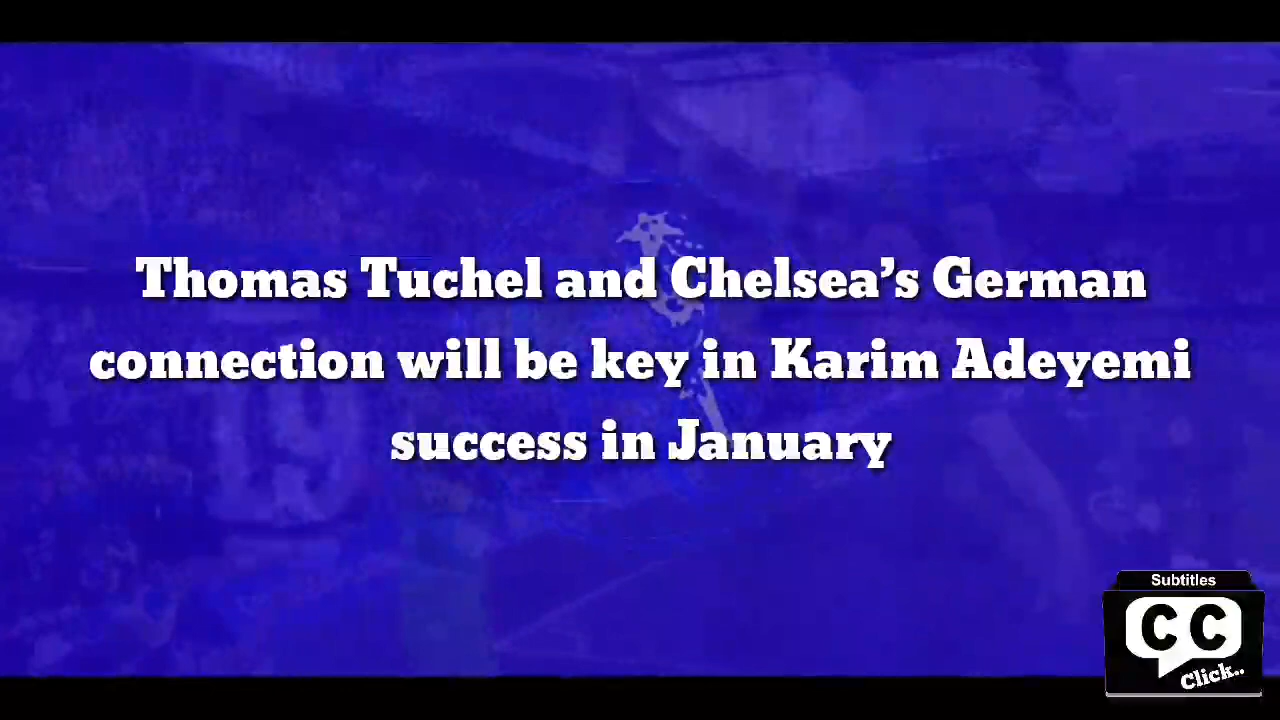 Thomas Tuchel and Chelsea’s German
connection will be key in Karim Adeyemi
success in January
Subtitles
CC
Click..